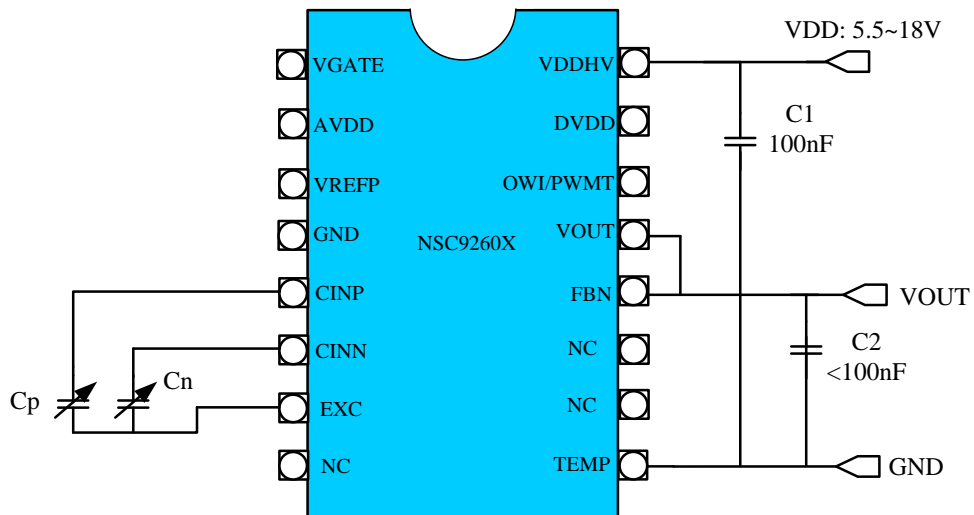 VDD: 5.5~18V
VGATE
VDDHV
AVDD
DVDD
C1
100nF
VREFP
OWI/PWMT
GND
VOUT
NSC9260X
CINP
FBN
VOUT
CINN
NC
C2
<100nF
Cp
Cn
EXC
NC
NC
TEMP
GND